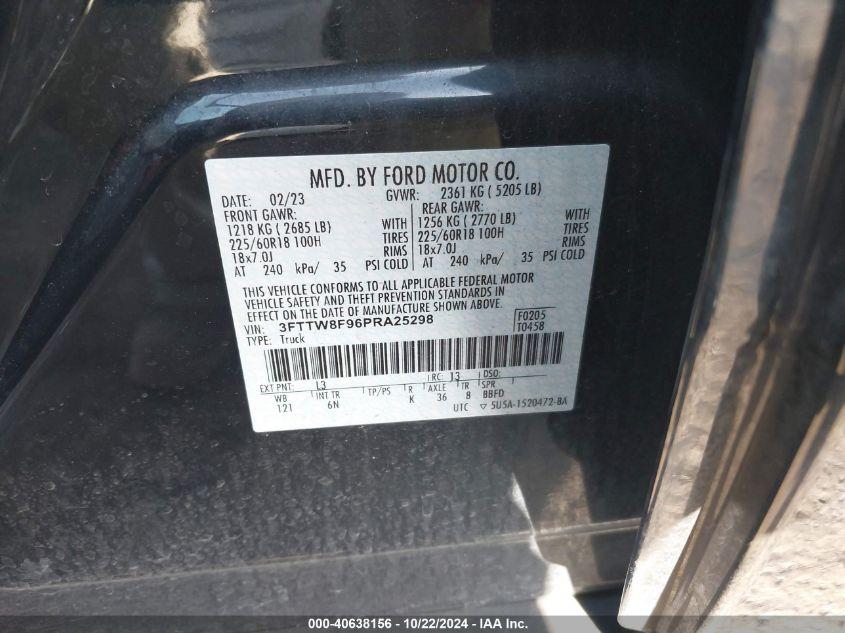 MFD. BY FORD MOTOR CO.
DATE: 02/23 GVWR: 2361 KG ( 5205 LB)
FRONT GAWR: REAR GAWR:
1218 KG ( 2685 LB) WITH 1256 KG ( 2770 LB) WITH
225/60R18 100H TIRES 225/60R18 100H TIRES
18x7.0J RIMS 18x7.0J RIMS
AT 240 kPa/ 35 PSI COLD AT 240 kPa/ 35 PSI COLD
THIS VEHICLE CONFORMS TO ALL APPLICABLE FEDERAL MOTOR
VEHICLE SAFETY AND THEFT PREVENTION STANDARDS IN
EFFECT ON THE DATE OF MANUFACTURE SHOWN ABOVE.
VIN: 3FTTW8F96PRA25298 F0205
TYPE: Truck T0458
EXT PNT: L3 RC: 13 DSO:
WB INT TR TP/PS R AXLE TR SPR
121 6N K 36 8 BBFD
UTC ▽ 5U5A-1520472-BA
000-40638156 - 10/22/2024 - IAAI.com